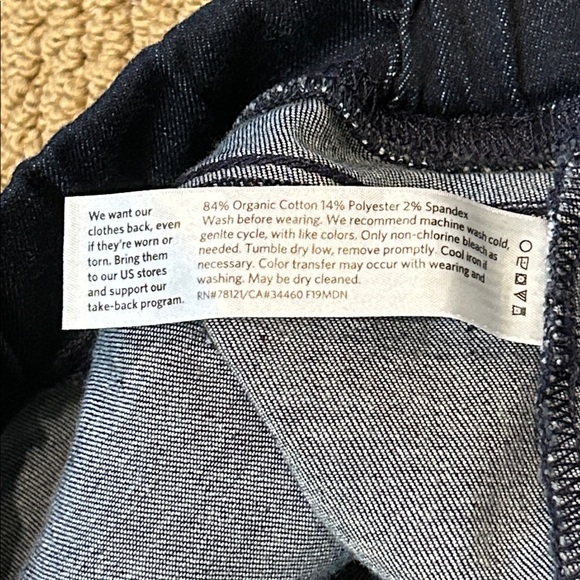 We want our
clothes back, even
if they're worn or
torn. Bring them
to our US stores
and support our
take-back program.
84% Organic Cotton 14% Polyester 2% Spandex
Wash before wearing. We recommend machine wash cold,
genite cycle, with like colors. Only non-chlorine bleach as
needed. Tumble dry low, remove promptly. Cool iron if
necessary. Color transfer may occur with wearing and
washing. May be dry cleaned.
RN#78121/CA#34460 F19MDN